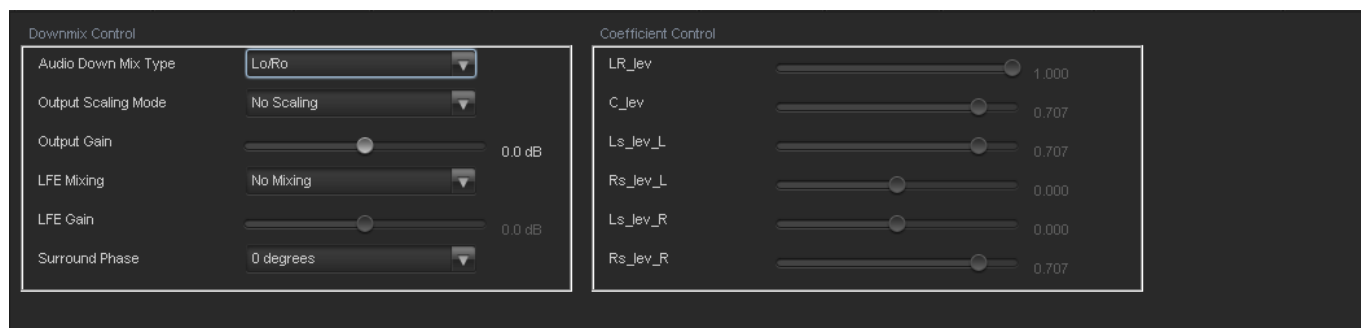 Downmix Control
Audio Down Mix Type Lo/Ro
Output Scaling Mode No Scaling
Output Gain 0.0 dB
LFE Mixing No Mixing
LFE Gain 0.0 dB
Surround Phase 0 degrees
Coefficient Control
LR_lev 1.000
C_lev 0.707
Ls_lev_L 0.707
Rs_lev_L 0.000
Ls_lev_R 0.000
Rs_lev_R 0.707